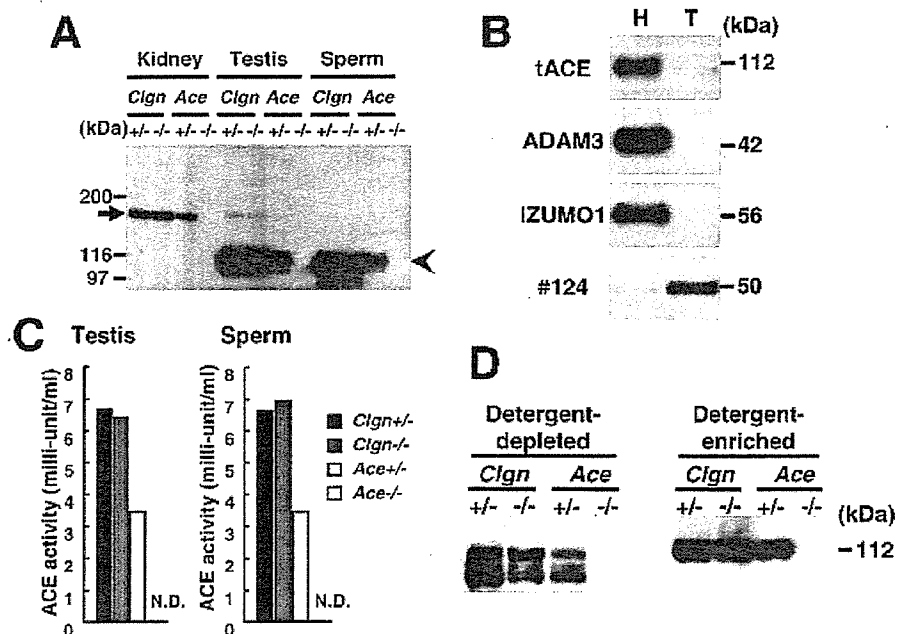 A
Kidney Testis Sperm
Clgn Ace Clgn Ace Clgn Ace
(kDa) +/- -/- +/- -/- +/- -/- +/- -/- +/- -/- +/- -/-
200
116
97
B
H T (kDa)
tACE 112
ADAM3 42
IZUMO1 56
#124 50
C
Testis Sperm
ACE activity (milli-unit/ml)
8
7
6
5
4
3
2
1
0
N.D.
ACE activity (milli-unit/ml)
8
7
6
5
4
3
2
1
0
N.D.
Clgn+/-
Clgn-/-
Ace+/-
Ace-/-
D
Detergent-
depleted
Clgn Ace
+/- -/- +/- -/-
Detergent-
enriched
Clgn Ace
+/- -/- +/- -/-
(kDa)
-112